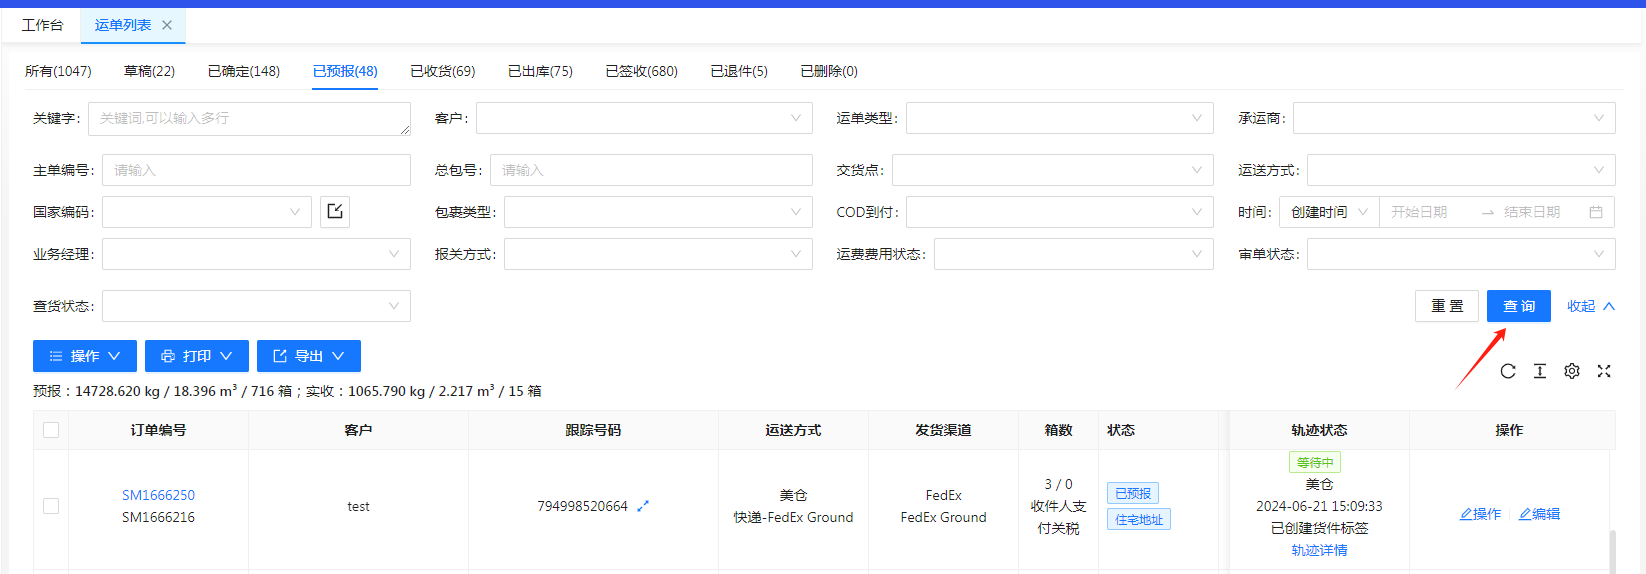 工作台 运单列表
所有(1047) 草稿(22) 已确定(148) 已预报(48) 已收货(69) 已出库(75) 已签收(680) 已退件(5) 已删除(0)
关键字: 关键词,可以输入多行 客户: 运单类型: 承运商:
主单编号: 请输入 总包号: 请输入 交货点: 运送方式:
国家编码: 包裹类型: COD到付: 时间: 创建时间 开始日期 结束日期
业务经理: 报关方式: 运费费用状态: 审单状态:
查货状态: 重置 查询 收起
操作 打印 导出
预报：14728.620 kg / 18.396 m³ / 716 箱；实收：1065.790 kg / 2.217 m³ / 15 箱
订单编号 客户 跟踪号码 运送方式 发货渠道 箱数 状态 轨迹状态 操作
SM1666250
SM1666216
test
794998520664
美仓
快递-FedEx Ground
FedEx
FedEx Ground
3 / 0
收件人支
付关税
已预报
住宅地址
等待中
美仓
2024-06-21 15:09:33
已创建货件标签
轨迹详情
操作 编辑